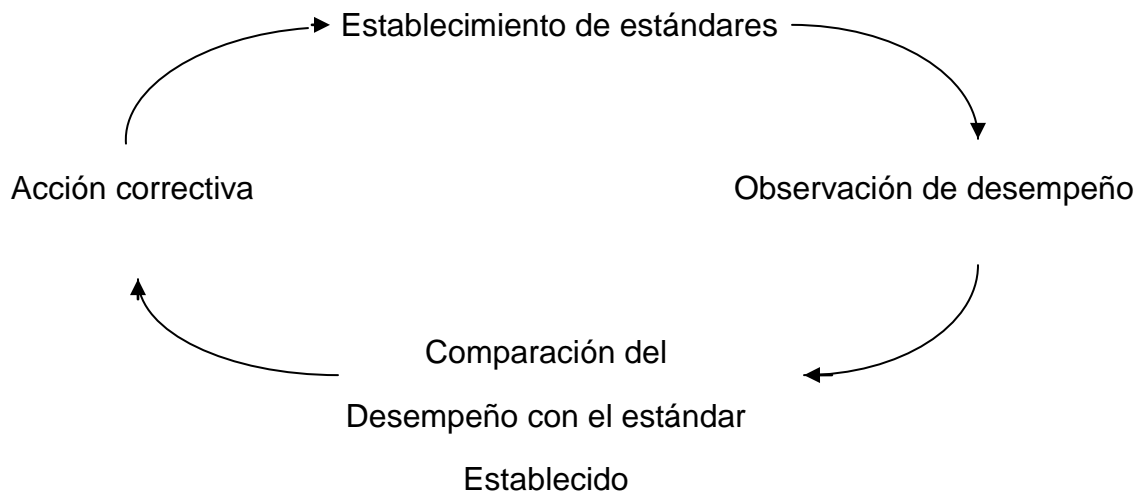 Establecimiento de estándares
Acción correctiva
Observación de desempeño
Comparación del
Desempeño con el estándar
Establecido